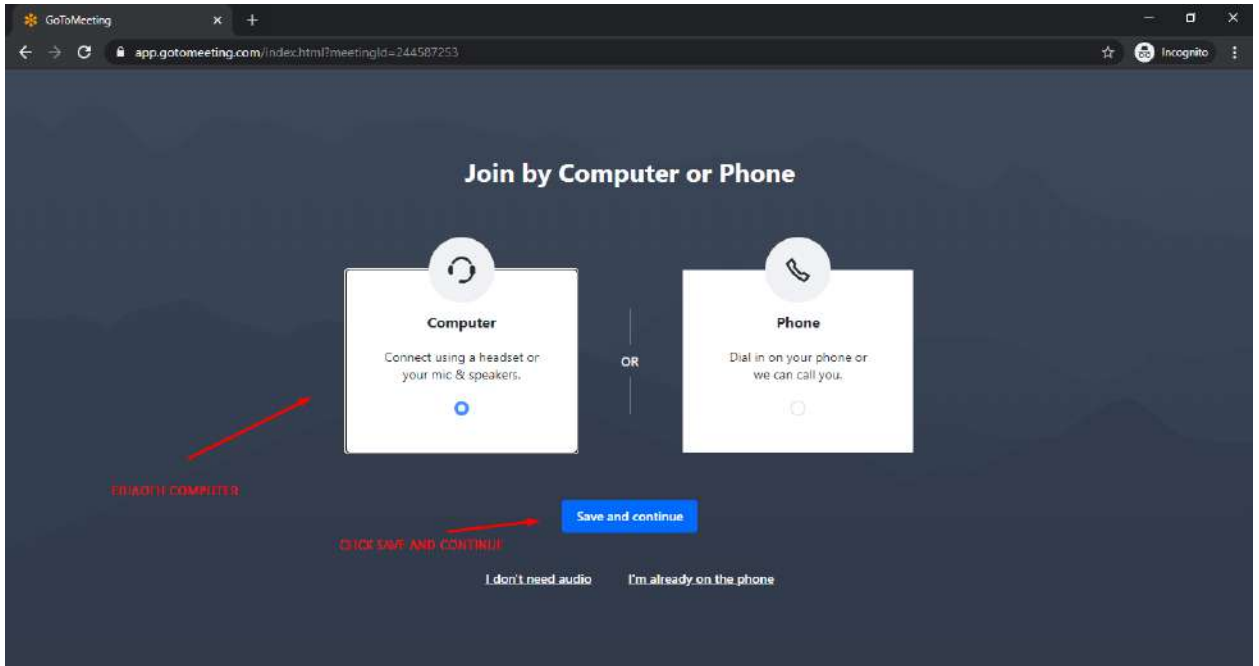 GoToMeeting
app.gotomeeting.com/index.html?meetingId=244587253
Incognito
Join by Computer or Phone
Computer
Connect using a headset or
your mic & speakers.
OR
Phone
Dial in on your phone or
we can call you.
ΕΠΙΛΟΓΗ COMPUTER
Save and continue
CLICK SAVE AND CONTINUE
I don't need audio
I'm already on the phone